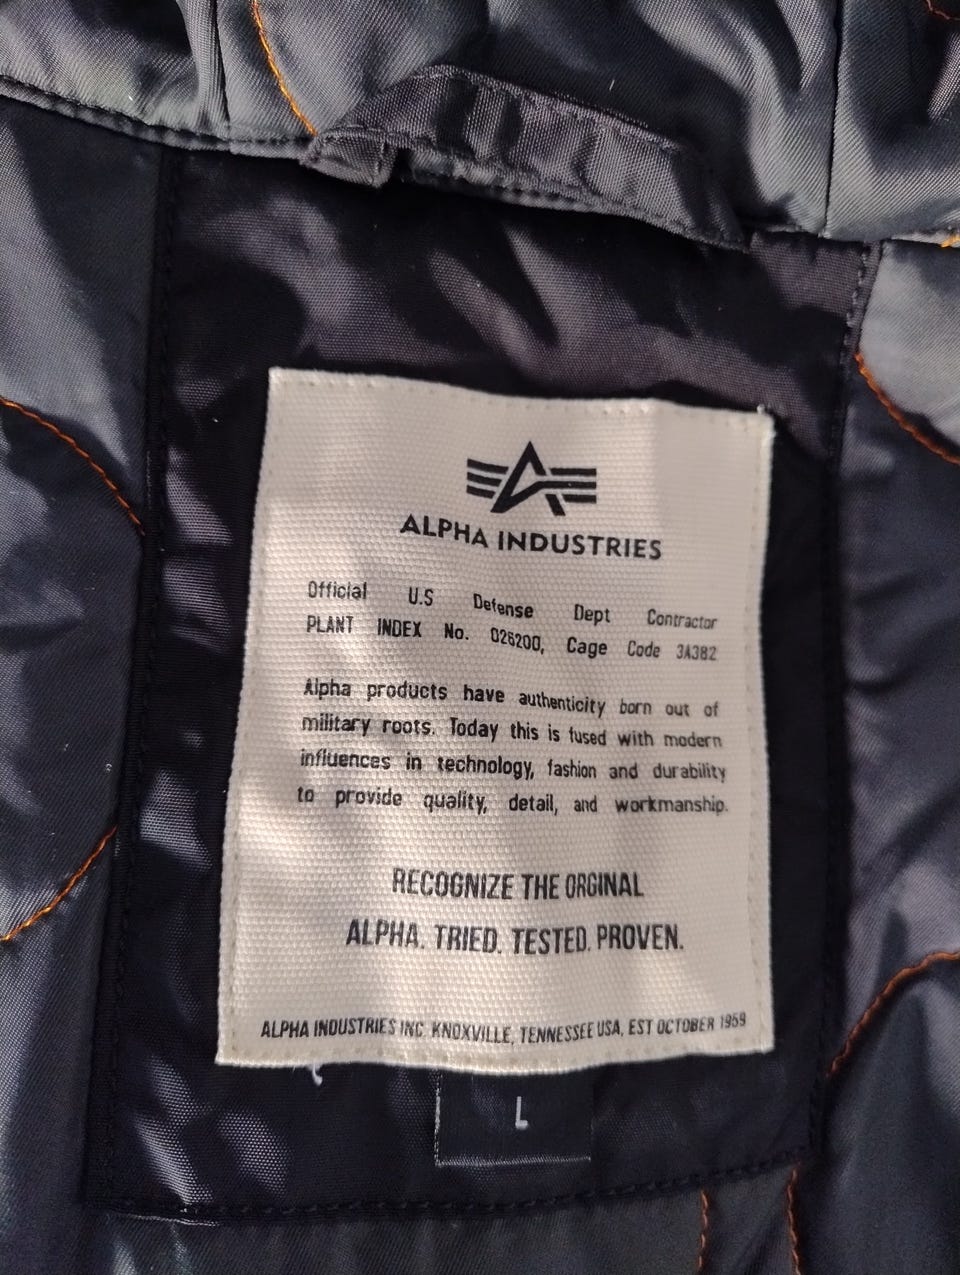 ALPHA INDUSTRIES
Official U.S Defense Dept Contractor
PLANT INDEX No. 026200, Cage Code 3A382
Alpha products have authenticity born out of
military roots. Today this is fused with modern
influences in technology, fashion and durability
to provide quality, detail, and workmanship.
RECOGNIZE THE ORGINAL
ALPHA. TRIED. TESTED. PROVEN.
ALPHA INDUSTRIES INC. KNOXVILLE, TENNESSEE USA, EST OCTOBER 1959
L